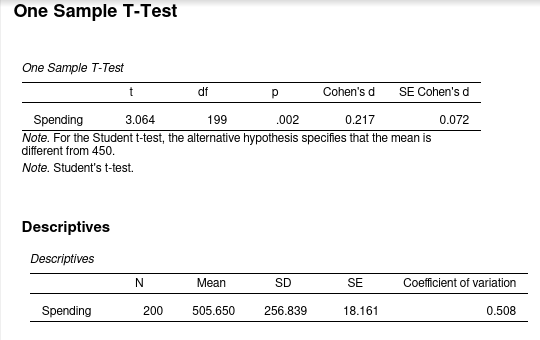 One Sample T-Test
One Sample T-Test
t df p Cohen's d SE Cohen's d
Spending 3.064 199 .002 0.217 0.072
Note. For the Student t-test, the alternative hypothesis specifies that the mean is
different from 450.
Note. Student's t-test.
Descriptives
Descriptives
N Mean SD SE Coefficient of variation
Spending 200 505.650 256.839 18.161 0.508